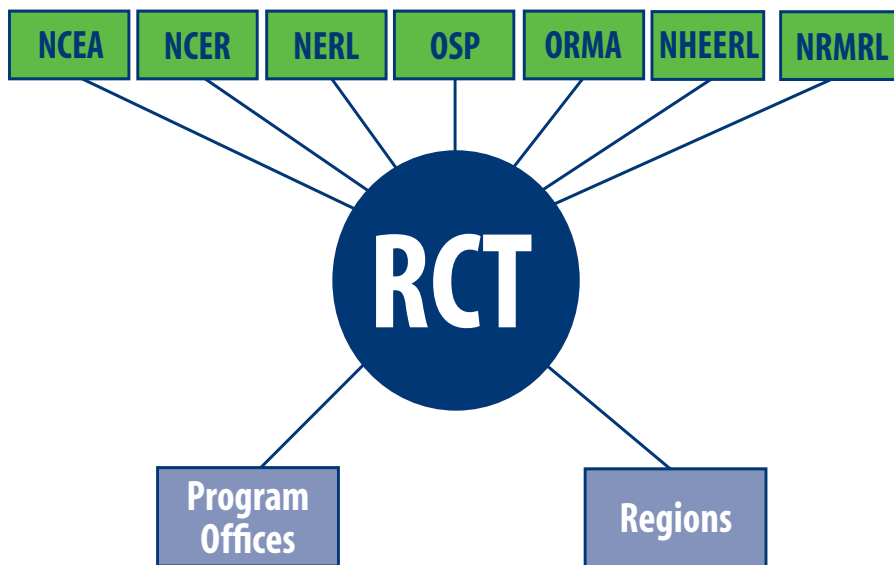 NCEA
NCER
NERL
OSP
ORMA
NHEERL
NRMRL
RCT
Program
Offices
Regions